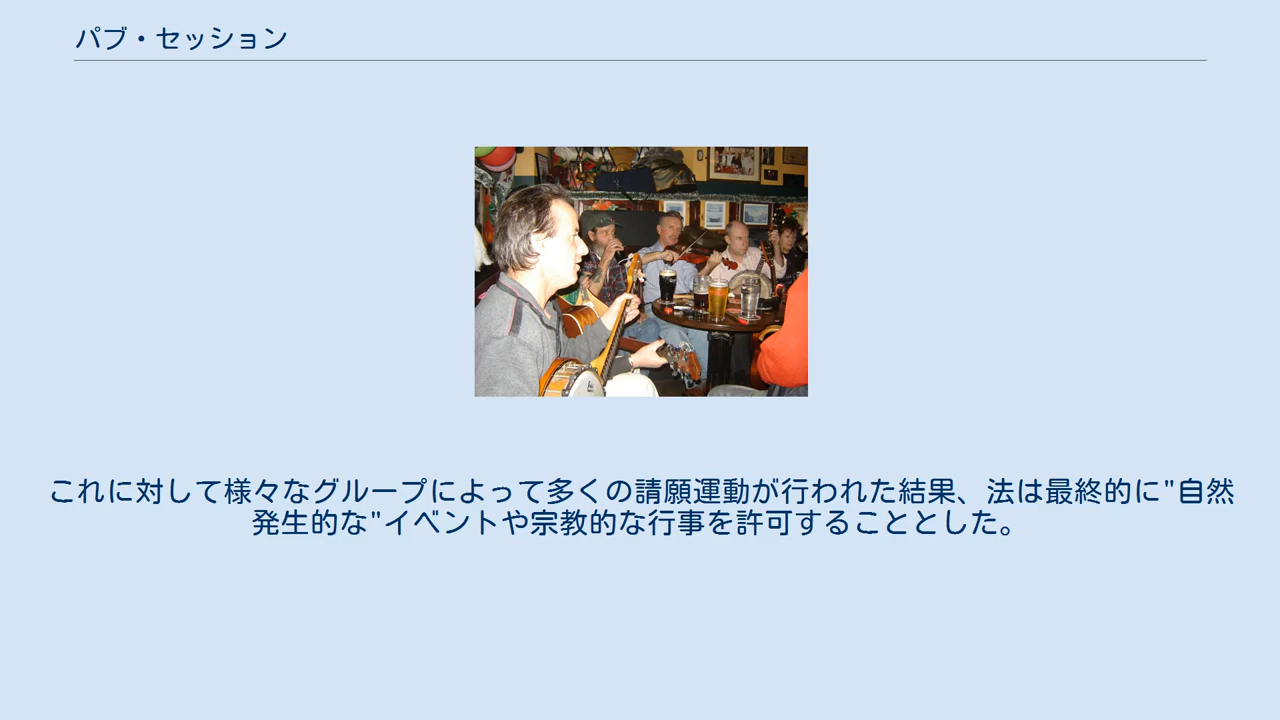 パブ・セッション
これに対して様々なグループによって多くの請願運動が行われた結果、法は最終的に"自然
発生的な"イベントや宗教的な行事を許可することとした。